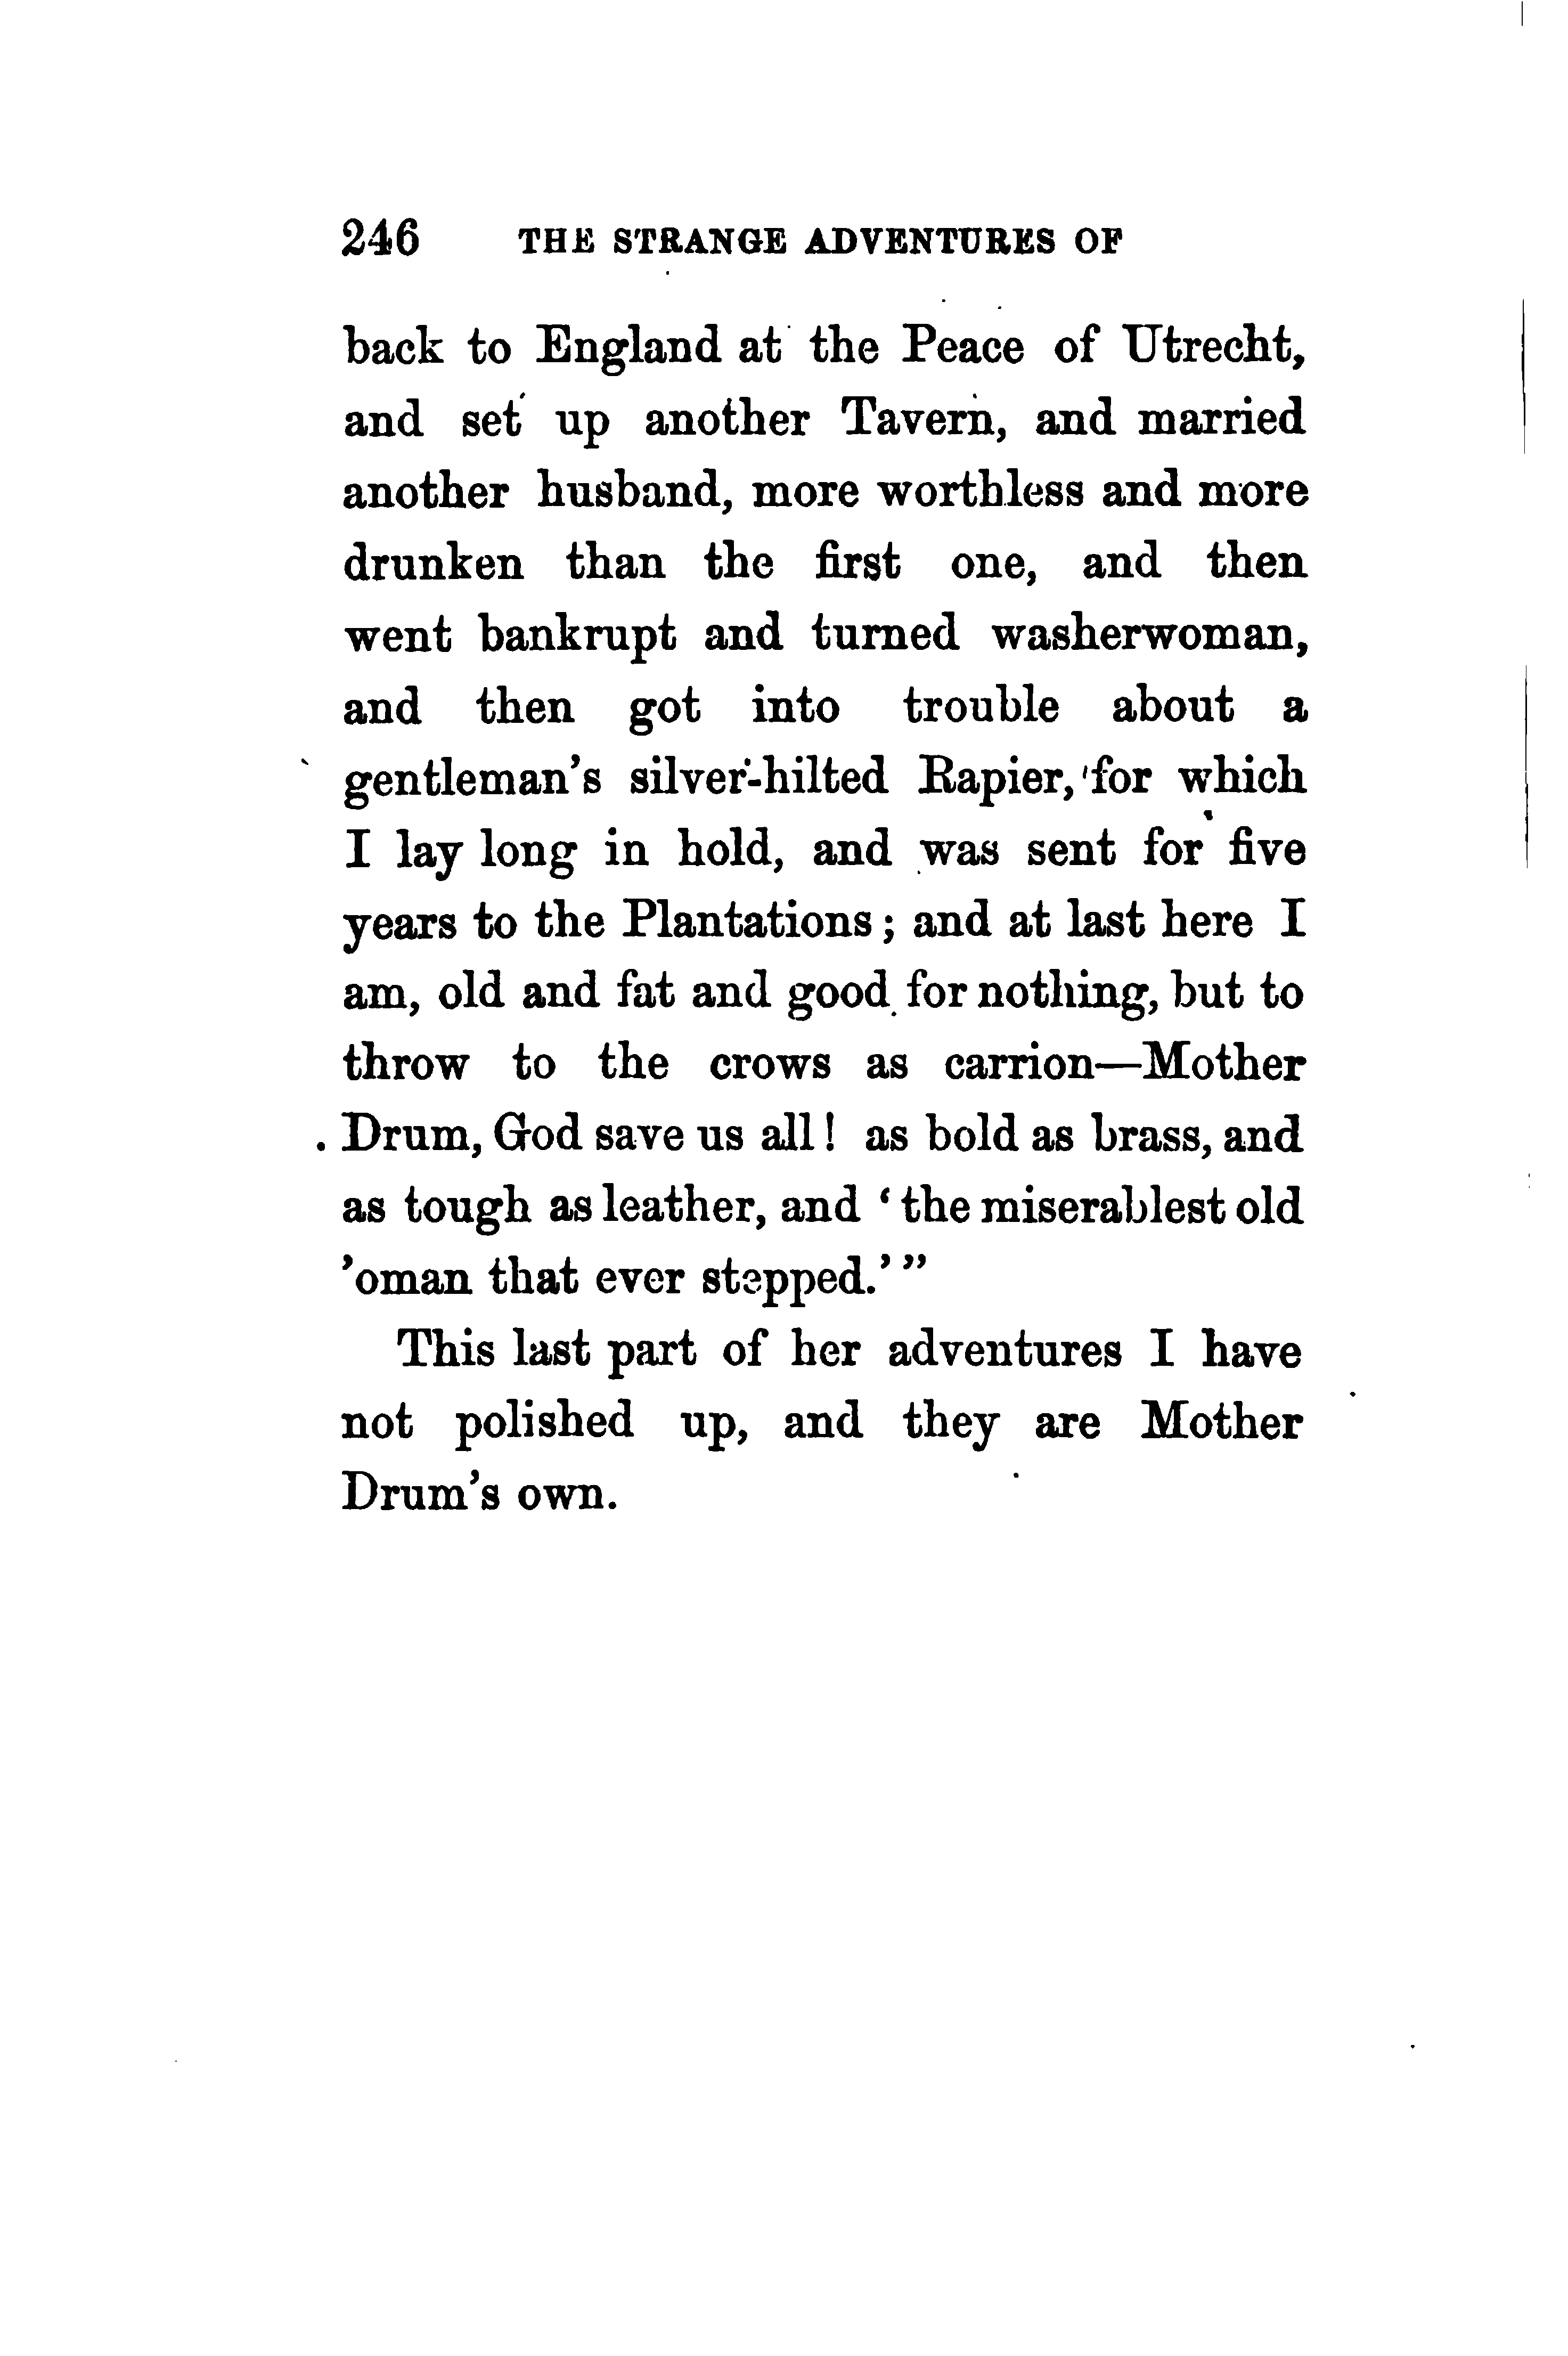 246 THE STRANGE ADVENTURES OF
back to England at the Peace of Utrecht,
and set up another Tavern, and married
another husband, more worthless and more
drunken than the first one, and then
went bankrupt and turned washerwoman,
and then got into trouble about a
gentleman's silver-hilted Rapier, for which
I lay long in hold, and was sent for five
years to the Plantations; and at last here I
am, old and fat and good for nothing, but to
throw to the crows as carrion—Mother
Drum, God save us all! as bold as brass, and
as tough as leather, and ‘the miserablest old
’oman that ever stepped.’”
This last part of her adventures I have
not polished up, and they are Mother
Drum's own.